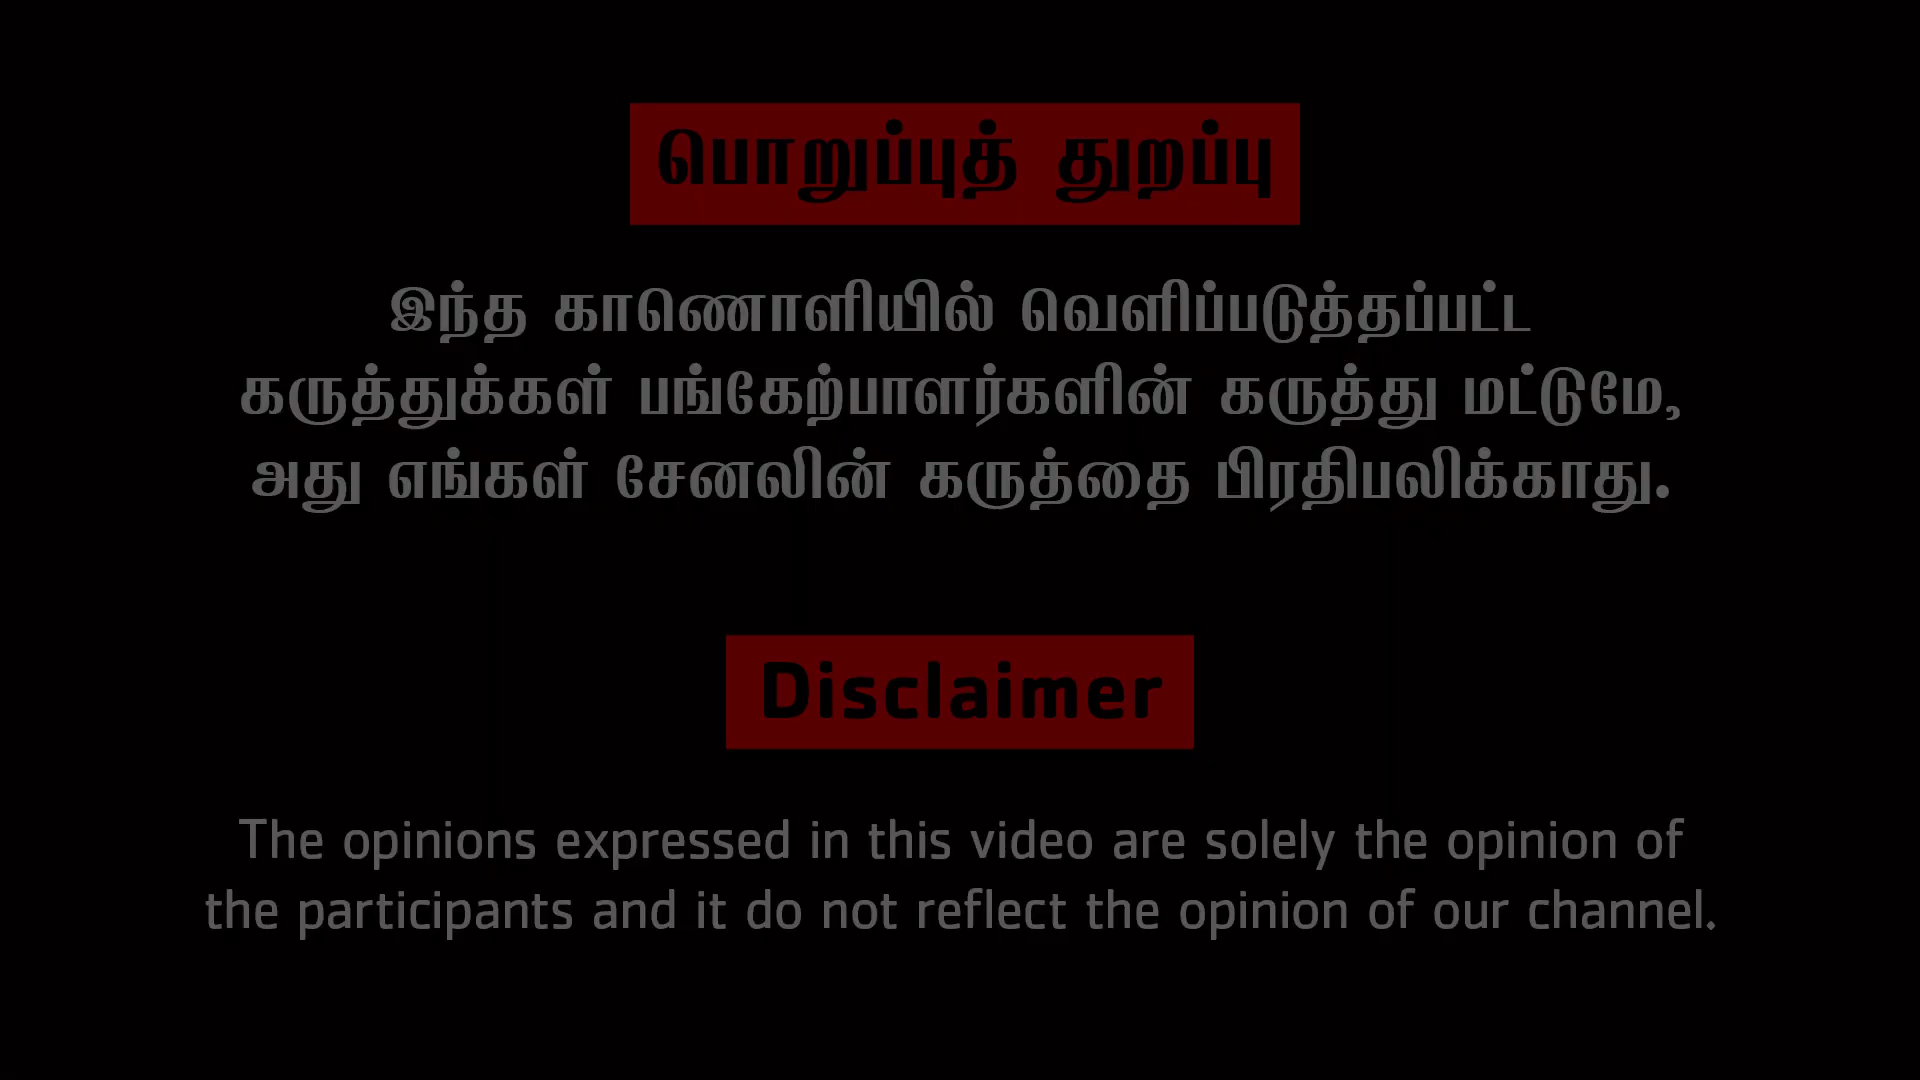 பொறுப்புத் துறப்பு
இந்த காணொளியில் வெளிப்படுத்தப்பட்ட
கருத்துக்கள் பங்கேற்பாளர்களின் கருத்து மட்டுமே,
அது எங்கள் சேனலின் கருத்தை பிரதிபலிக்காது.
Disclaimer
The opinions expressed in this video are solely the opinion of
the participants and it do not reflect the opinion of our channel.